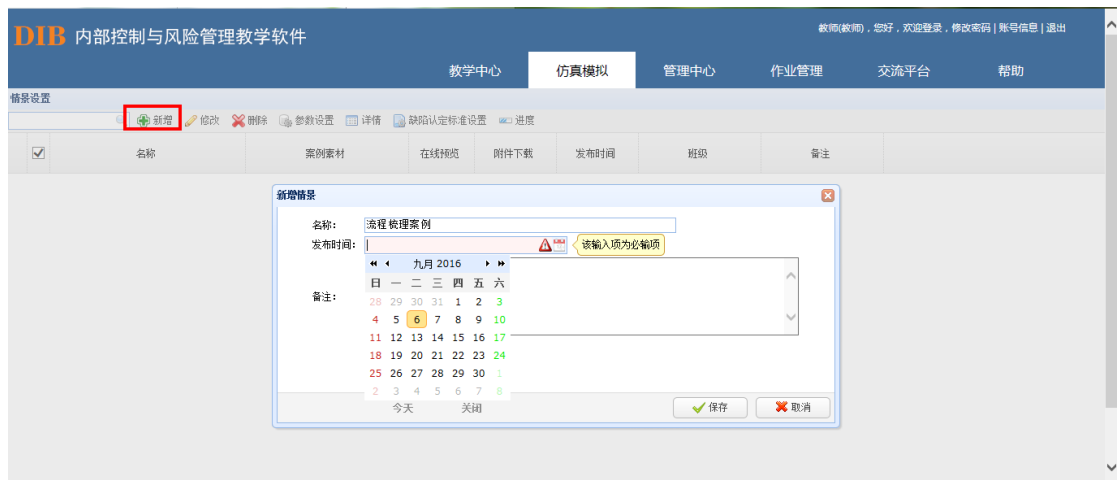 DIB 内部控制与风险管理教学软件
教师(教师)，您好，欢迎登录，修改密码 | 账号信息 | 退出
教学中心 仿真模拟 管理中心 作业管理 交流平台 帮助
情景设置
新增 修改 删除 参数设置 详情 缺陷认定标准设置 进度
名称 案例素材 在线预览 附件下载 发布时间 班级 备注
新增情景
名称： 流程梳理案例
发布时间： 该输入项为必输项
九月 2016
日 一 二 三 四 五 六
备注：
28 29 30 31 1 2 3
4 5 6 7 8 9 10
11 12 13 14 15 16 17
18 19 20 21 22 23 24
25 26 27 28 29 30 1
2 3 4 5 6 7 8
今天 关闭
保存 取消